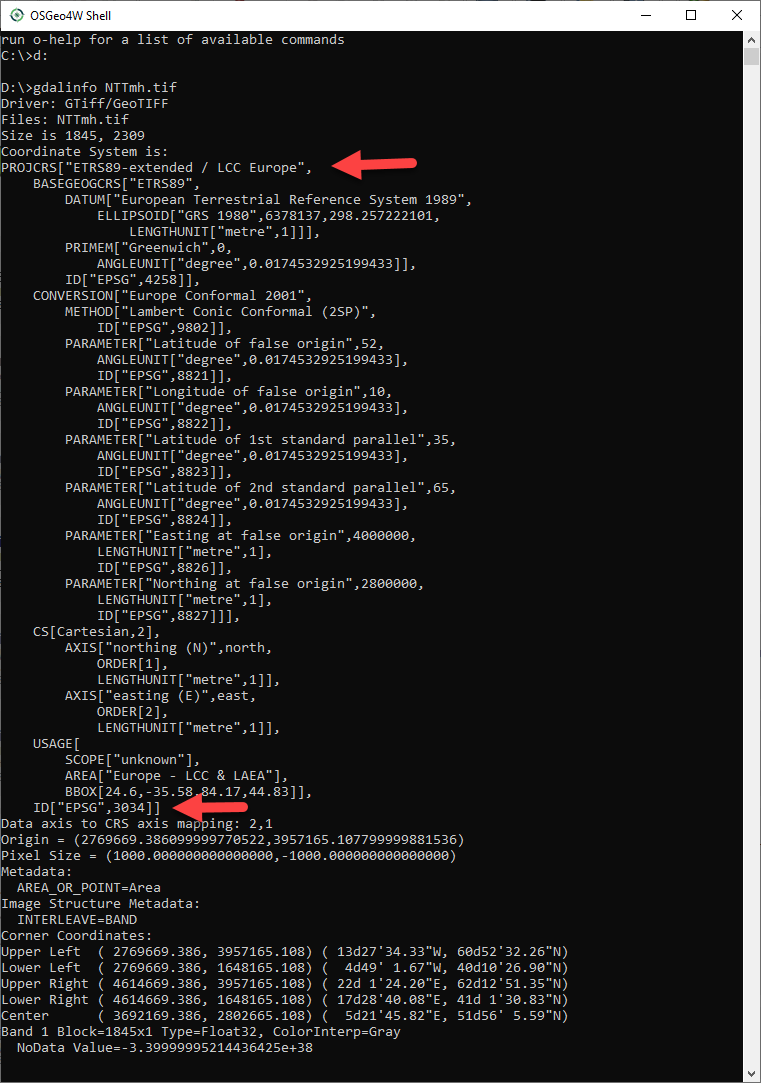 OSGeo4W Shell
run o-help for a list of available commands
C:\>d:
D:\>gdalinfo NTTmh.tif
Driver: GTiff/GeoTIFF
Files: NTTmh.tif
Size is 1845, 2309
Coordinate System is:
PROJCRS["ETRS89-extended / LCC Europe",
    BASEGEOGCRS["ETRS89",
        DATUM["European Terrestrial Reference System 1989",
            ELLIPSOID["GRS 1980",6378137,298.257222101,
                LENGTHUNIT["metre",1]]],
        PRIMEM["Greenwich",0,
            ANGLEUNIT["degree",0.0174532925199433]],
        ID["EPSG",4258]],
    CONVERSION["Europe Conformal 2001",
        METHOD["Lambert Conic Conformal (2SP)",
            ID["EPSG",9802]],
        PARAMETER["Latitude of false origin",52,
            ANGLEUNIT["degree",0.0174532925199433],
            ID["EPSG",8821]],
        PARAMETER["Longitude of false origin",10,
            ANGLEUNIT["degree",0.0174532925199433],
            ID["EPSG",8822]],
        PARAMETER["Latitude of 1st standard parallel",35,
            ANGLEUNIT["degree",0.0174532925199433],
            ID["EPSG",8823]],
        PARAMETER["Latitude of 2nd standard parallel",65,
            ANGLEUNIT["degree",0.0174532925199433],
            ID["EPSG",8824]],
        PARAMETER["Easting at false origin",4000000,
            LENGTHUNIT["metre",1],
            ID["EPSG",8826]],
        PARAMETER["Northing at false origin",2800000,
            LENGTHUNIT["metre",1],
            ID["EPSG",8827]]],
    CS[Cartesian,2],
        AXIS["northing (N)",north,
            ORDER[1],
            LENGTHUNIT["metre",1]],
        AXIS["easting (E)",east,
            ORDER[2],
            LENGTHUNIT["metre",1]],
    USAGE[
        SCOPE["unknown"],
        AREA["Europe - LCC & LAEA"],
        BBOX[24.6,-35.58,84.17,44.83]],
    ID["EPSG",3034]]
Data axis to CRS axis mapping: 2,1
Origin = (2769669.386099999770522,3957165.107799999881536)
Pixel Size = (1000.000000000000000,-1000.000000000000000)
Metadata:
  AREA_OR_POINT=Area
Image Structure Metadata:
  INTERLEAVE=BAND
Corner Coordinates:
Upper Left  ( 2769669.386, 3957165.108) ( 13d27'34.33"W, 60d52'32.26"N)
Lower Left  ( 2769669.386, 1648165.108) (  4d49' 1.67"W, 40d10'26.90"N)
Upper Right ( 4614669.386, 3957165.108) ( 22d 1'24.20"E, 62d12'51.35"N)
Lower Right ( 4614669.386, 1648165.108) ( 17d28'40.08"E, 41d 1'30.83"N)
Center      ( 3692169.386, 2802665.108) (  5d21'45.82"E, 51d56' 5.59"N)
Band 1 Block=1845x1 Type=Float32, ColorInterp=Gray
  NoData Value=-3.39999995214436425e+38